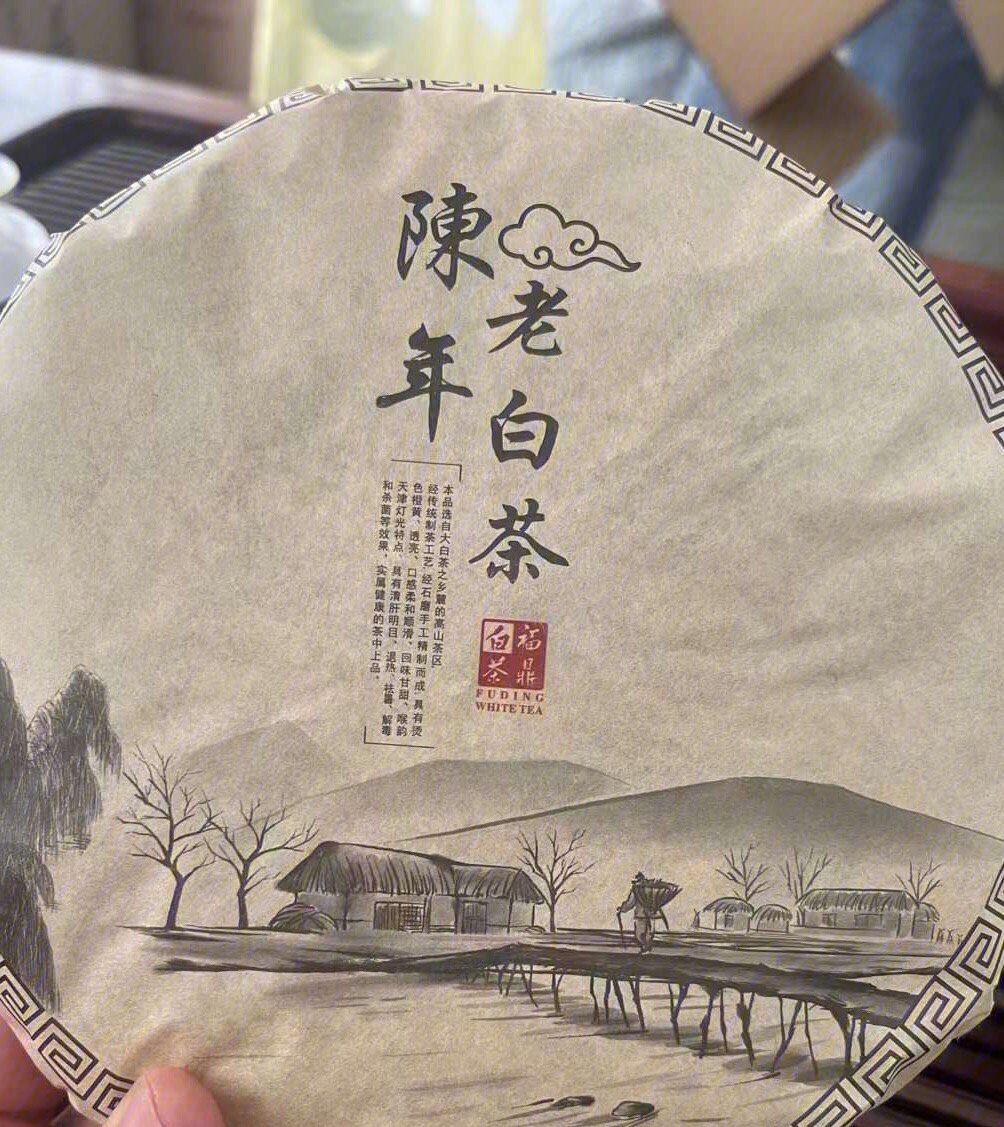 陳年
老白茶
本品选自大白茶之乡麓的高山茶区
经传统制茶工艺 经石磨手工精制而成 具有烫
色橙黄、透亮、口感柔和顺滑、回味甘甜、喉韵
天津灯光特点、具有清肝明目、退热、祛暑、解毒
和杀菌等效果，实属健康的茶中上品。
福鼎
白茶
FUDING
WHITE TEA